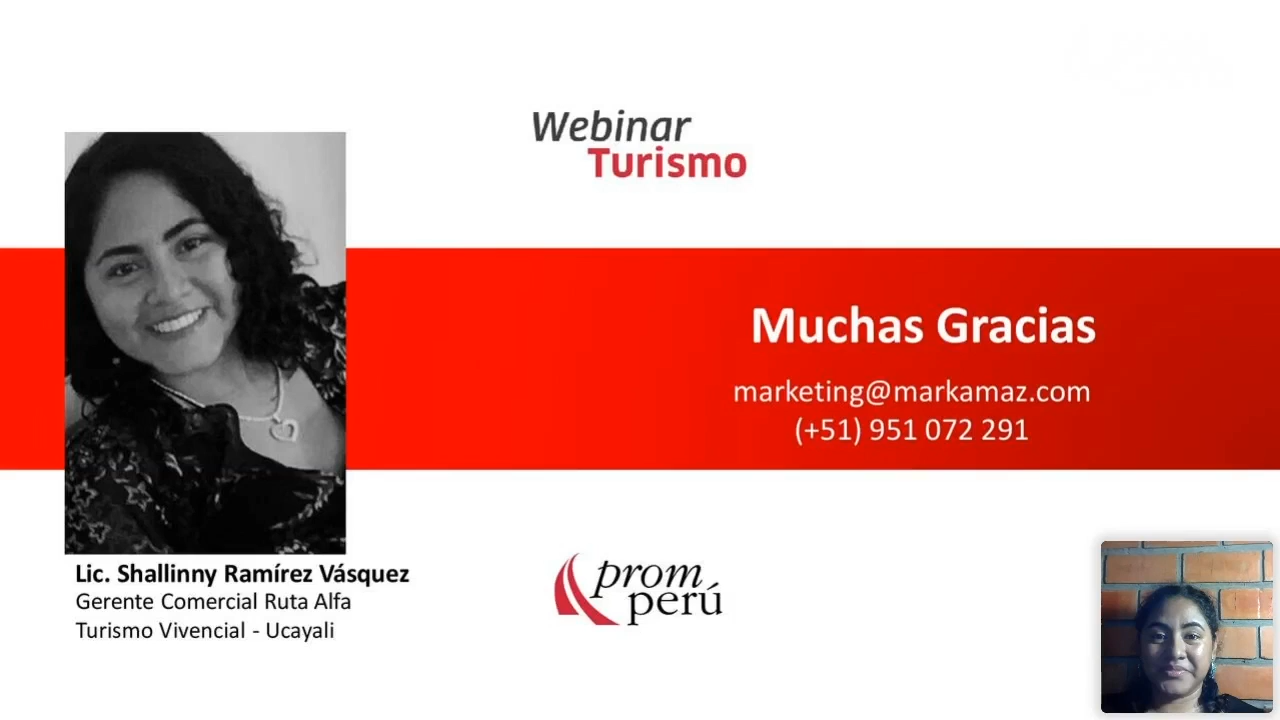 Webinar
Turismo
Muchas Gracias
marketing@markamaz.com
(+51) 951 072 291
Lic. Shallinny Ramírez Vásquez
Gerente Comercial Ruta Alfa
Turismo Vivencial - Ucayali
prom
perú